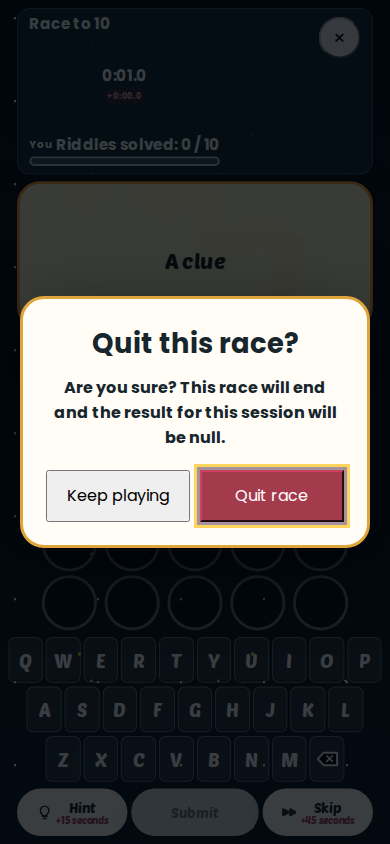 Race to 10
×
0:01.0
+0:00.0
You Riddles solved: 0 / 10
A clue
Quit this race?
Are you sure? This race will end
and the result for this session will
be null.
Keep playing
Quit race
Q W E R T Y U I O P
A S D F G H J K L
Z X C V B N M
Hint
+15 seconds
Submit
Skip
+45 seconds